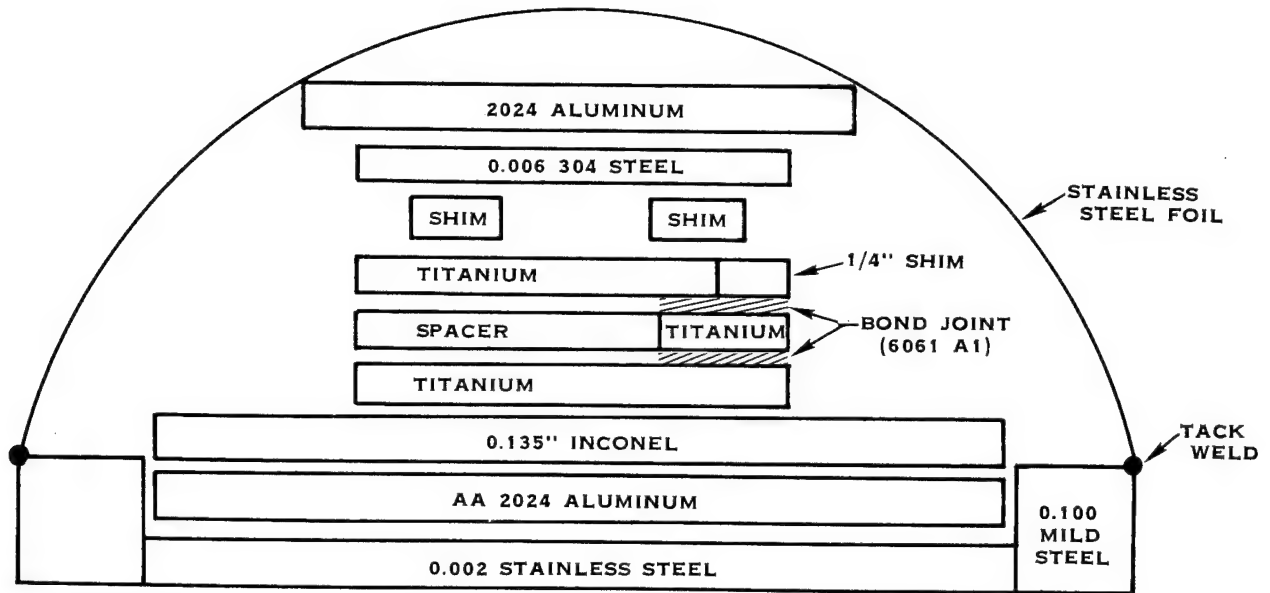 2024 ALUMINUM
0.006 304 STEEL
SHIM
SHIM
STAINLESS
STEEL FOIL
TITANIUM
1/4" SHIM
SPACER
TITANIUM
BOND JOINT
(6061 A1)
TITANIUM
0.135" INCONEL
TACK
WELD
AA 2024 ALUMINUM
0.100
MILD
STEEL
0.002 STAINLESS STEEL